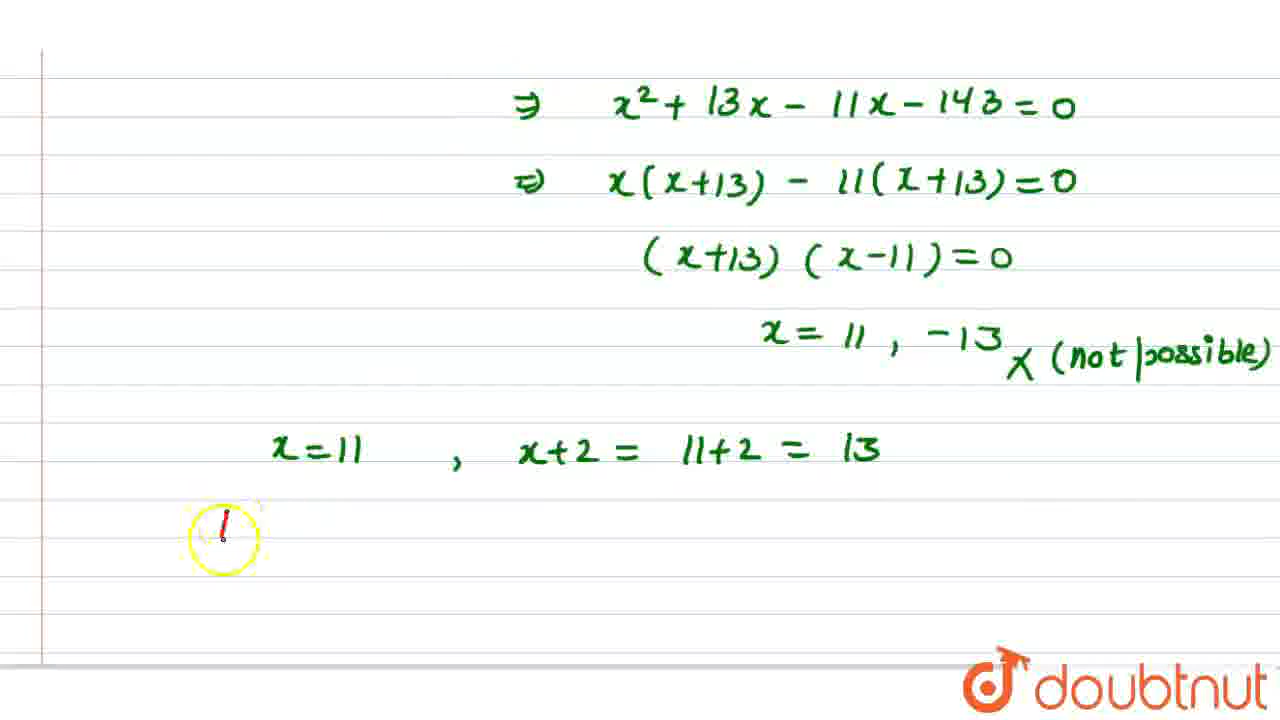 ⇒ x² + 13x - 11x - 143 = 0
⇒ x(x+13) - 11(x+13) = 0
(x+13) (x-11) = 0
x = 11, -13 × (not possible)
x = 11, x+2 = 11+2 = 13
doubtnut